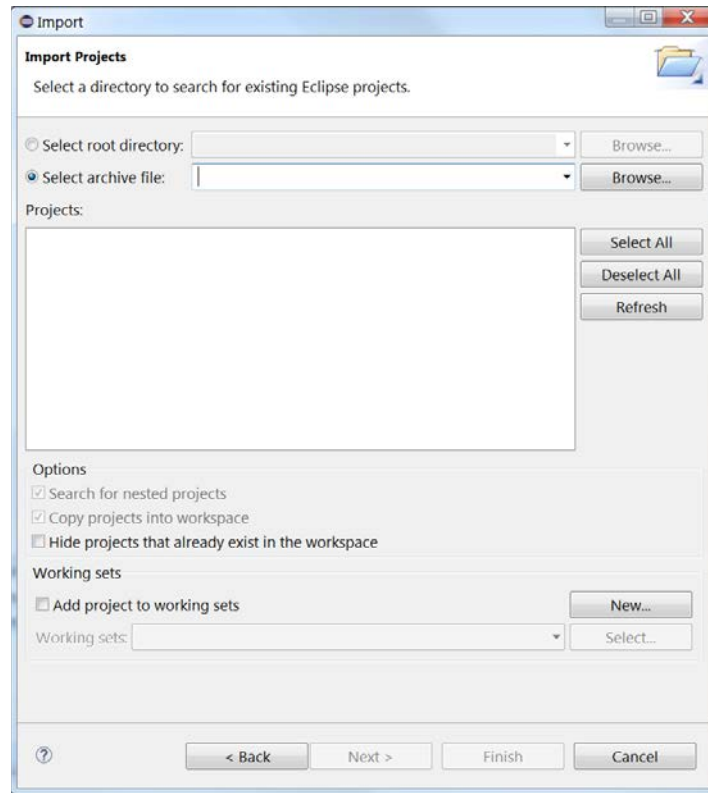 Import
Import Projects
Select a directory to search for existing Eclipse projects.
Select root directory: Browse...
Select archive file: Browse...
Projects:
Select All
Deselect All
Refresh
Options
Search for nested projects
Copy projects into workspace
Hide projects that already exist in the workspace
Working sets
Add project to working sets New...
Working sets: Select...
? < Back Next > Finish Cancel